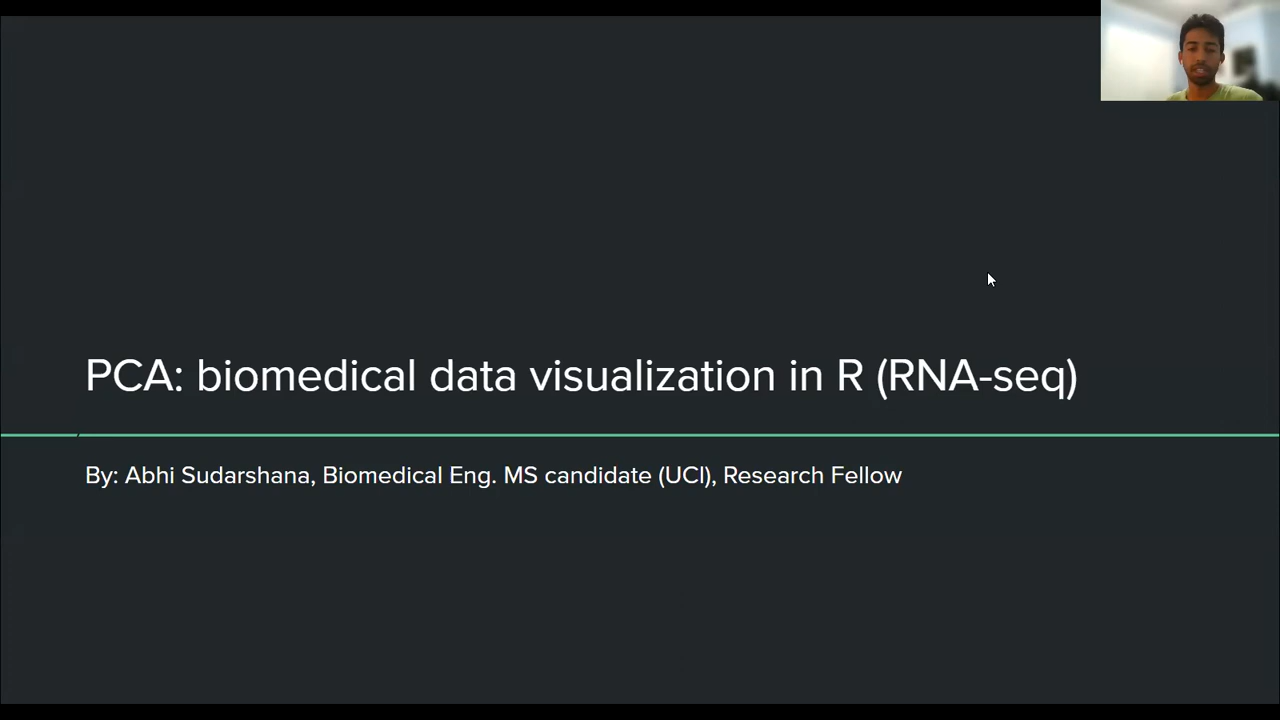 PCA: biomedical data visualization in R (RNA-seq)
By: Abhi Sudarshana, Biomedical Eng. MS candidate (UCI), Research Fellow